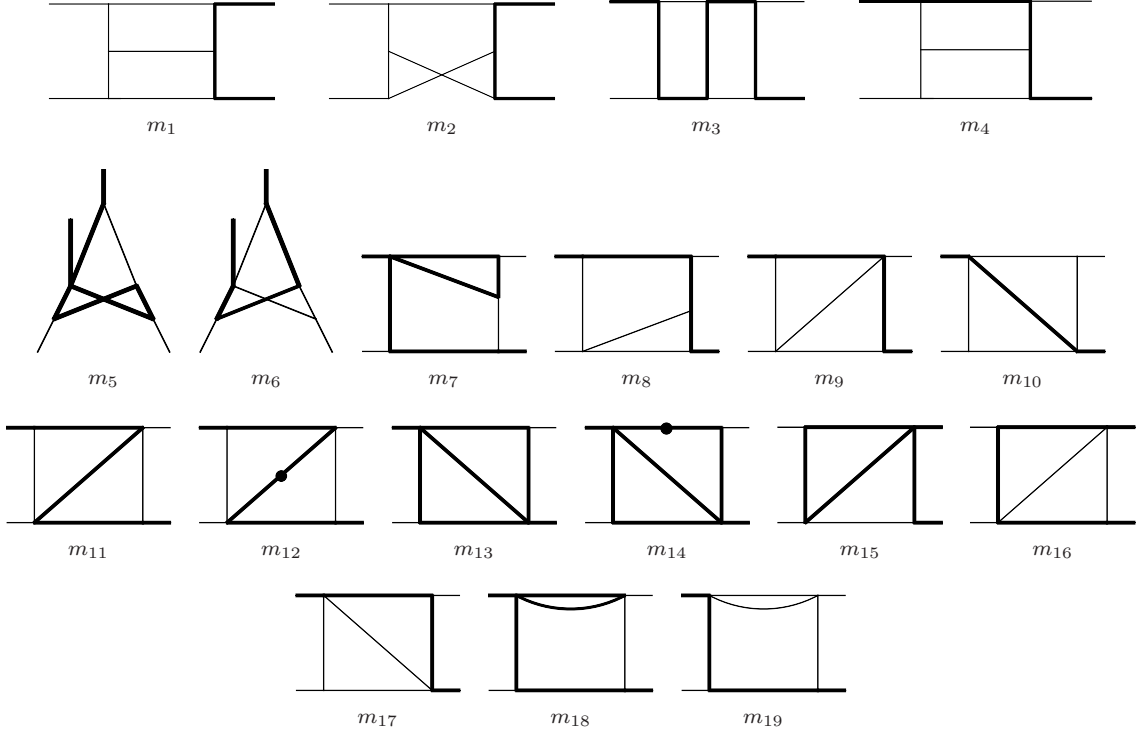 m₁ m₂ m₃ m₄
m₅ m₆ m₇ m₈ m₉ m₁₀
m₁₁ m₁₂ m₁₃ m₁₄ m₁₅ m₁₆
m₁₇ m₁₈ m₁₉